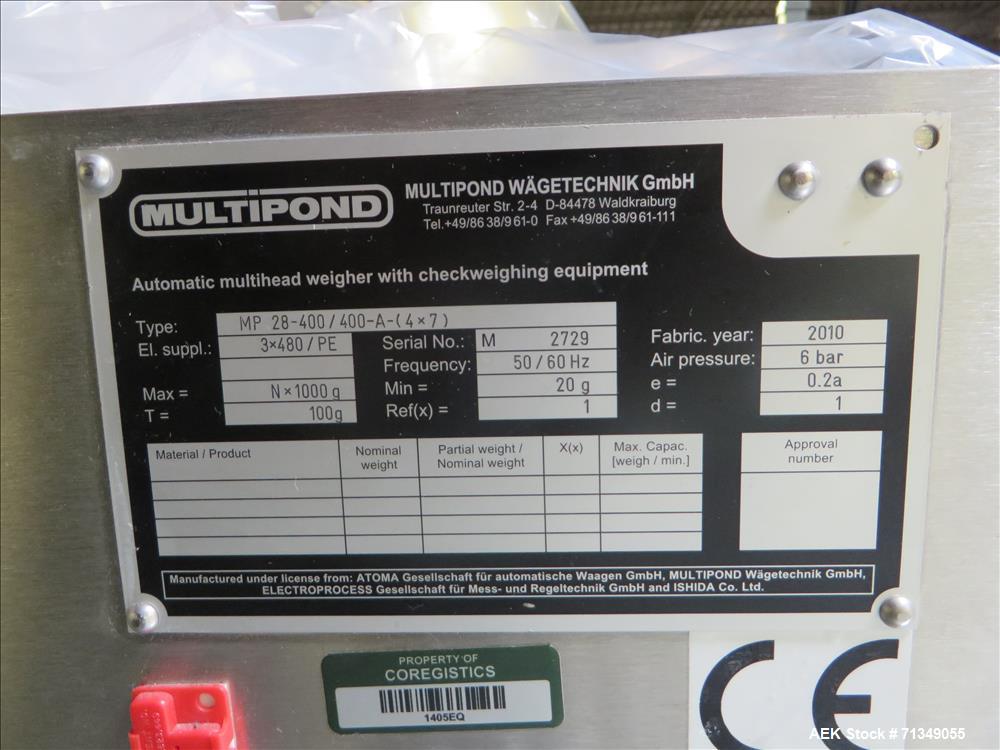 MULTIPOND
MULTIPOND WÄGETECHNIK GmbH
Traunreuter Str. 2-4 D-84478 Waldkraiburg
Tel.+49/86 38/9 61-0 Fax +49/86 38/9 61-111
Automatic multihead weigher with checkweighing equipment
Type: MP 28-400/400-A-(4×7)
El. suppl.: 3×480/PE Serial No.: M 2729 Fabric. year: 2010
Frequency: 50/60 Hz Air pressure: 6 bar
Max = N×1000 g Min = 20 g e = 0.2a
T = 100g Ref(x) = 1 d = 1
Material / Product Nominal weight Partial weight / Nominal weight X(x) Max. Capac. [weigh / min.] Approval number
Manufactured under license from: ATOMA Gesellschaft für automatische Waagen GmbH, MULTIPOND Wägetechnik GmbH,
ELECTROPROCESS Gesellschaft für Mess- und Regeltechnik GmbH and ISHIDA Co. Ltd.
PROPERTY OF
COREGISTICS
1405EQ
CE
AEK Stock # 71349055